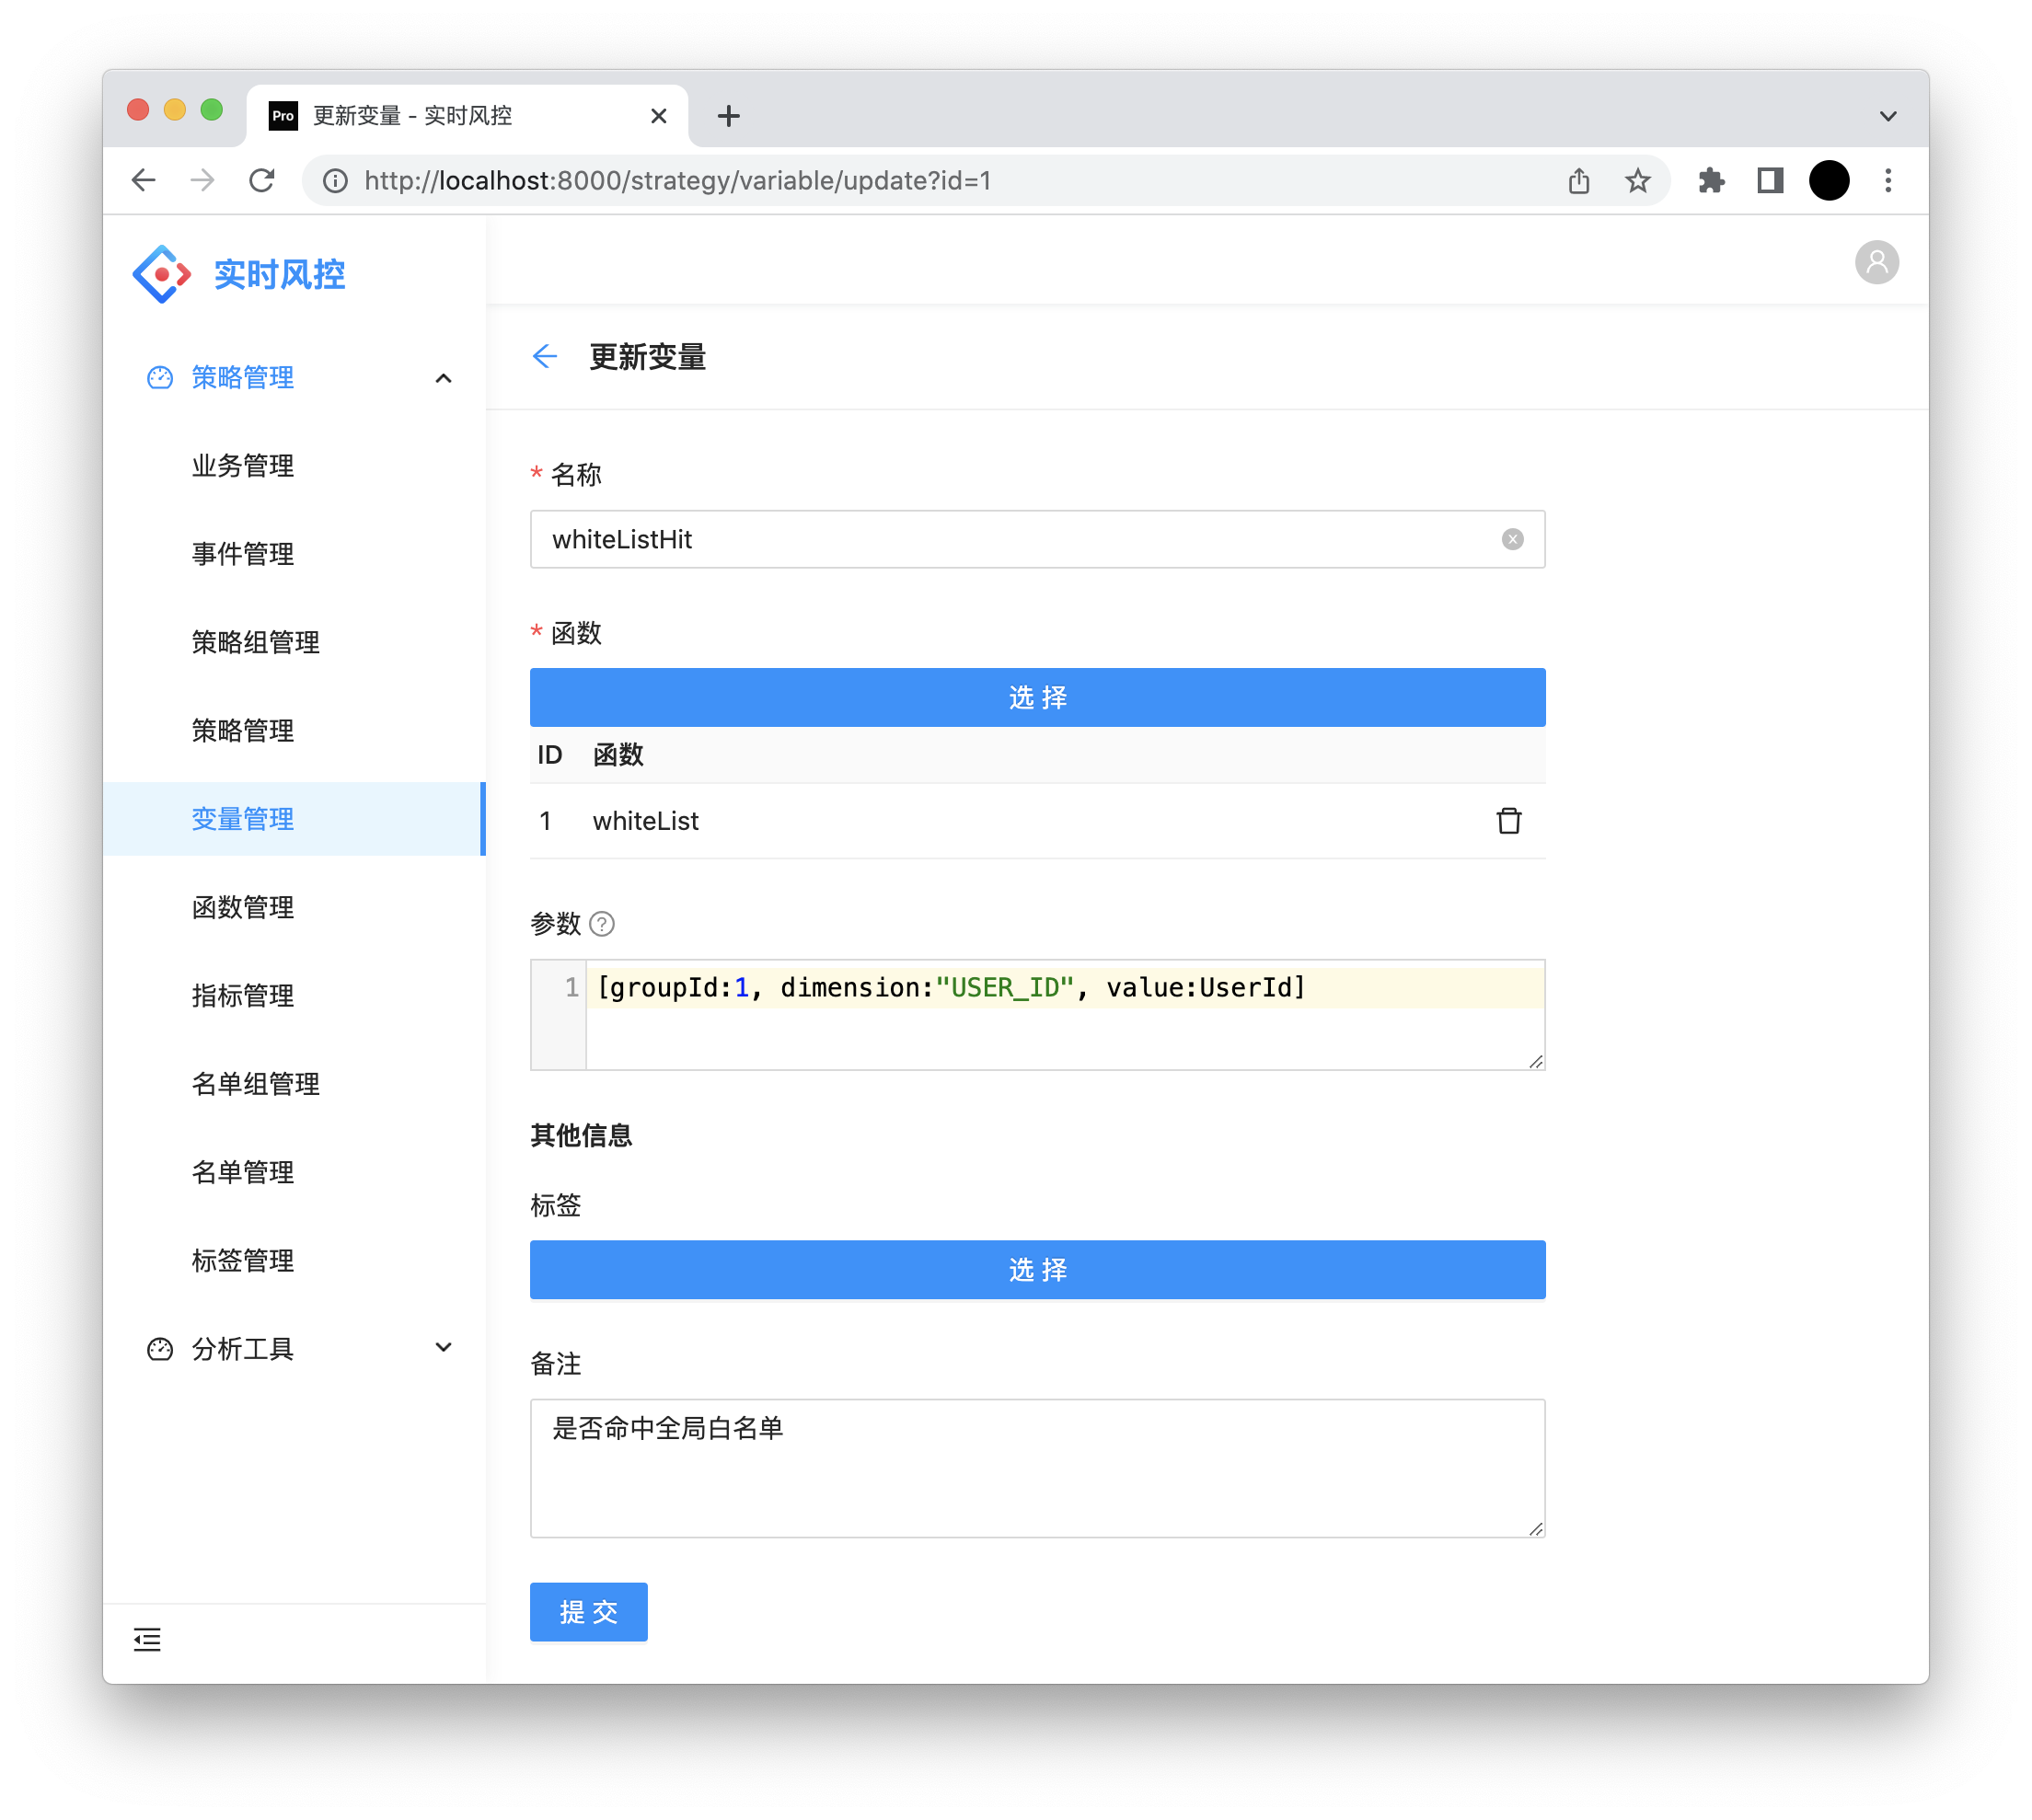 Pro 更新变量 - 实时风控
http://localhost:8000/strategy/variable/update?id=1
实时风控
策略管理
业务管理
事件管理
策略组管理
策略管理
变量管理
函数管理
指标管理
名单组管理
名单管理
标签管理
分析工具
更新变量
* 名称
whiteListHit
* 函数
选 择
ID 函数
1 whiteList
参数 ?
1 [groupId:1, dimension:"USER_ID", value:UserId]
其他信息
标签
选 择
备注
是否命中全局白名单
提 交